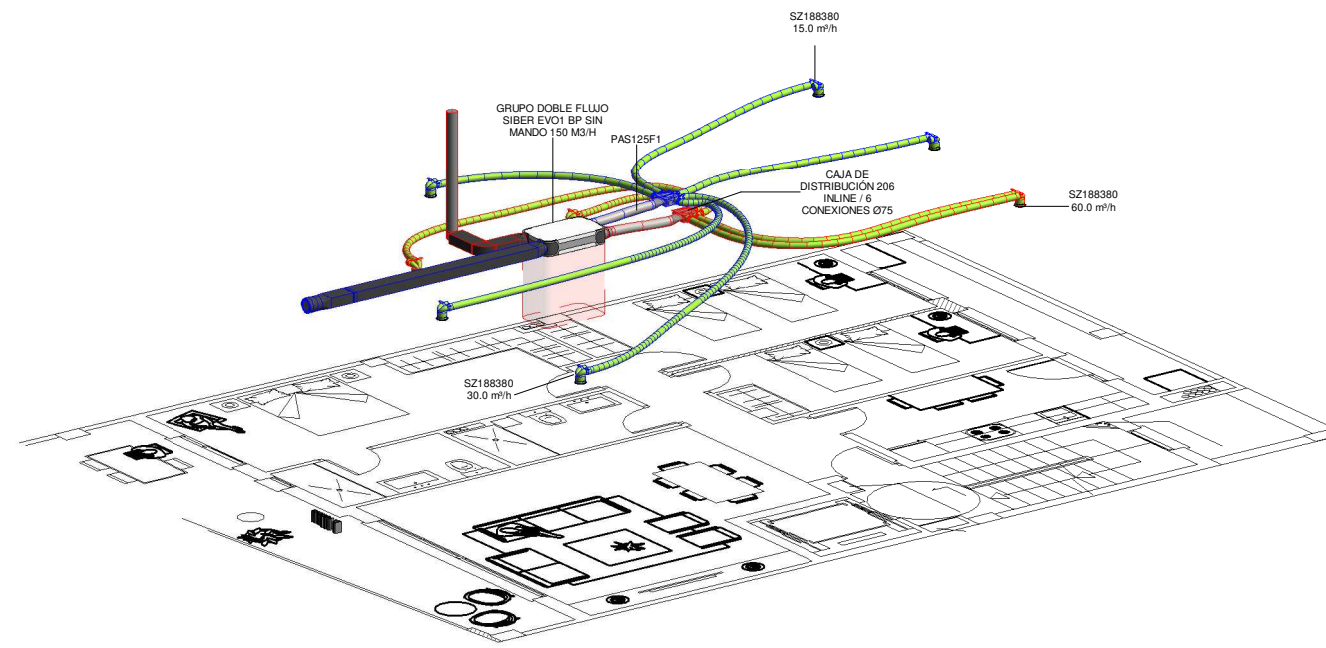 SZ188380
15.0 m³/h
GRUPO DOBLE FLUJO
SIBER EVO1 BP SIN
MANDO 150 M3/H
PAS125F1
CAJA DE
DISTRIBUCIÓN 206
INLINE / 6
CONEXIONES Ø75
SZ188380
60.0 m³/h
SZ188380
30.0 m³/h